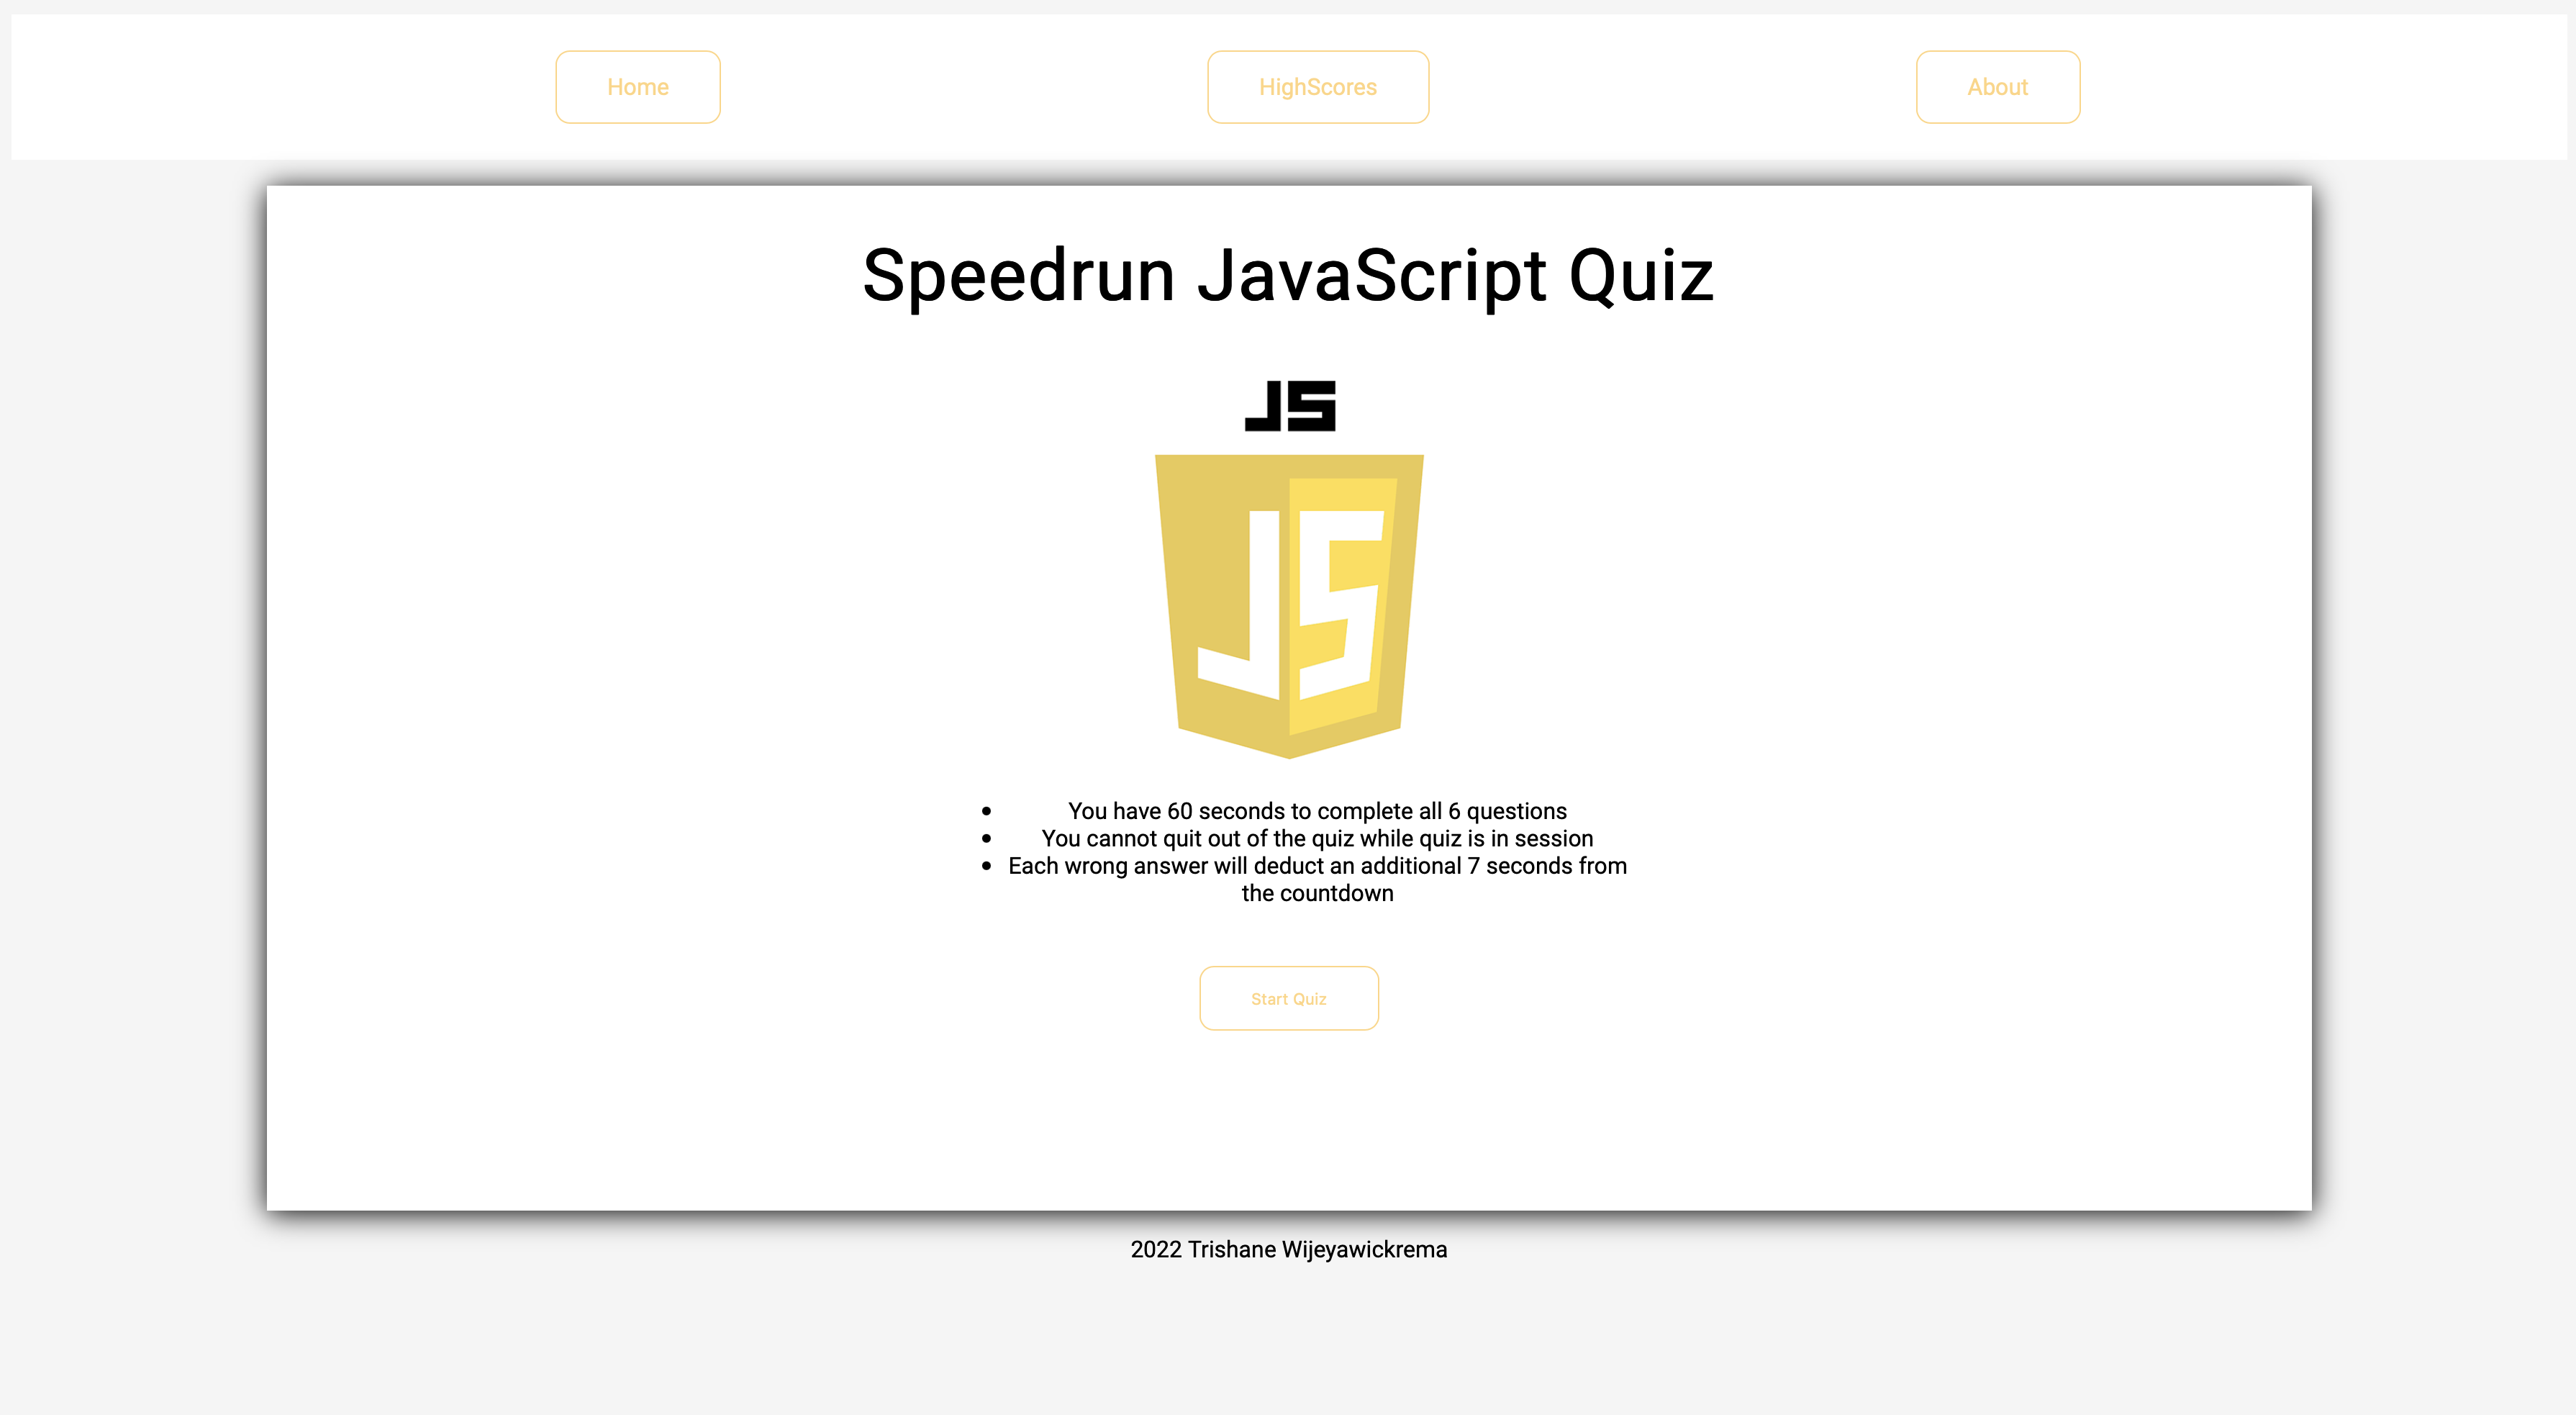 Home
HighScores
About
Speedrun JavaScript Quiz
JS
JS
You have 60 seconds to complete all 6 questions
You cannot quit out of the quiz while quiz is in session
Each wrong answer will deduct an additional 7 seconds from
the countdown
Start Quiz
2022 Trishane Wijeyawickrema